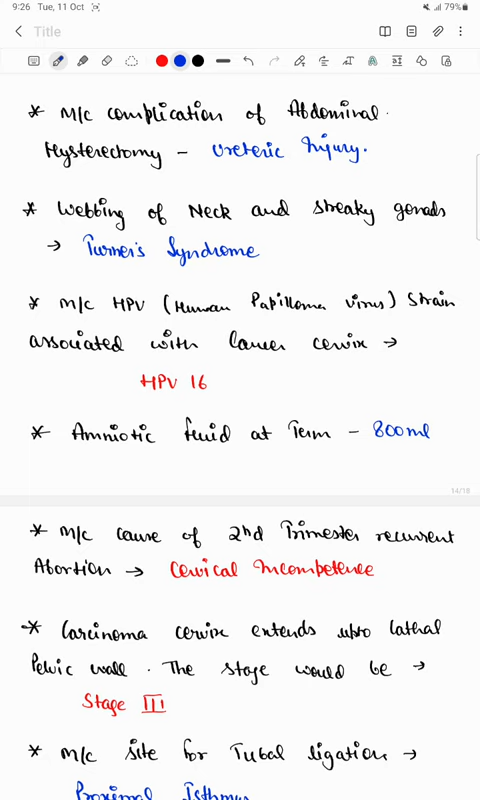 9:26 Tue, 11 Oct
79%
Title
* M/c complication of Abdominal
Hysterectomy - Ureteric Injury.
* Webbing of Neck and streaky gonads
→ Turner's Syndrome
* M/c HPV (Human Papilloma virus) strain
associated with Cancer cervix →
HPV 16
* Amniotic fluid at Term - 800ml
14/18
* M/c cause of 2nd Trimester recurrent
Abortion → Cervical Incompetence
* Carcinoma cervix extends upto lathal
Pelvic wall. The stage would be →
Stage III
* M/c site for Tubal ligation →
Proximal Isthmus